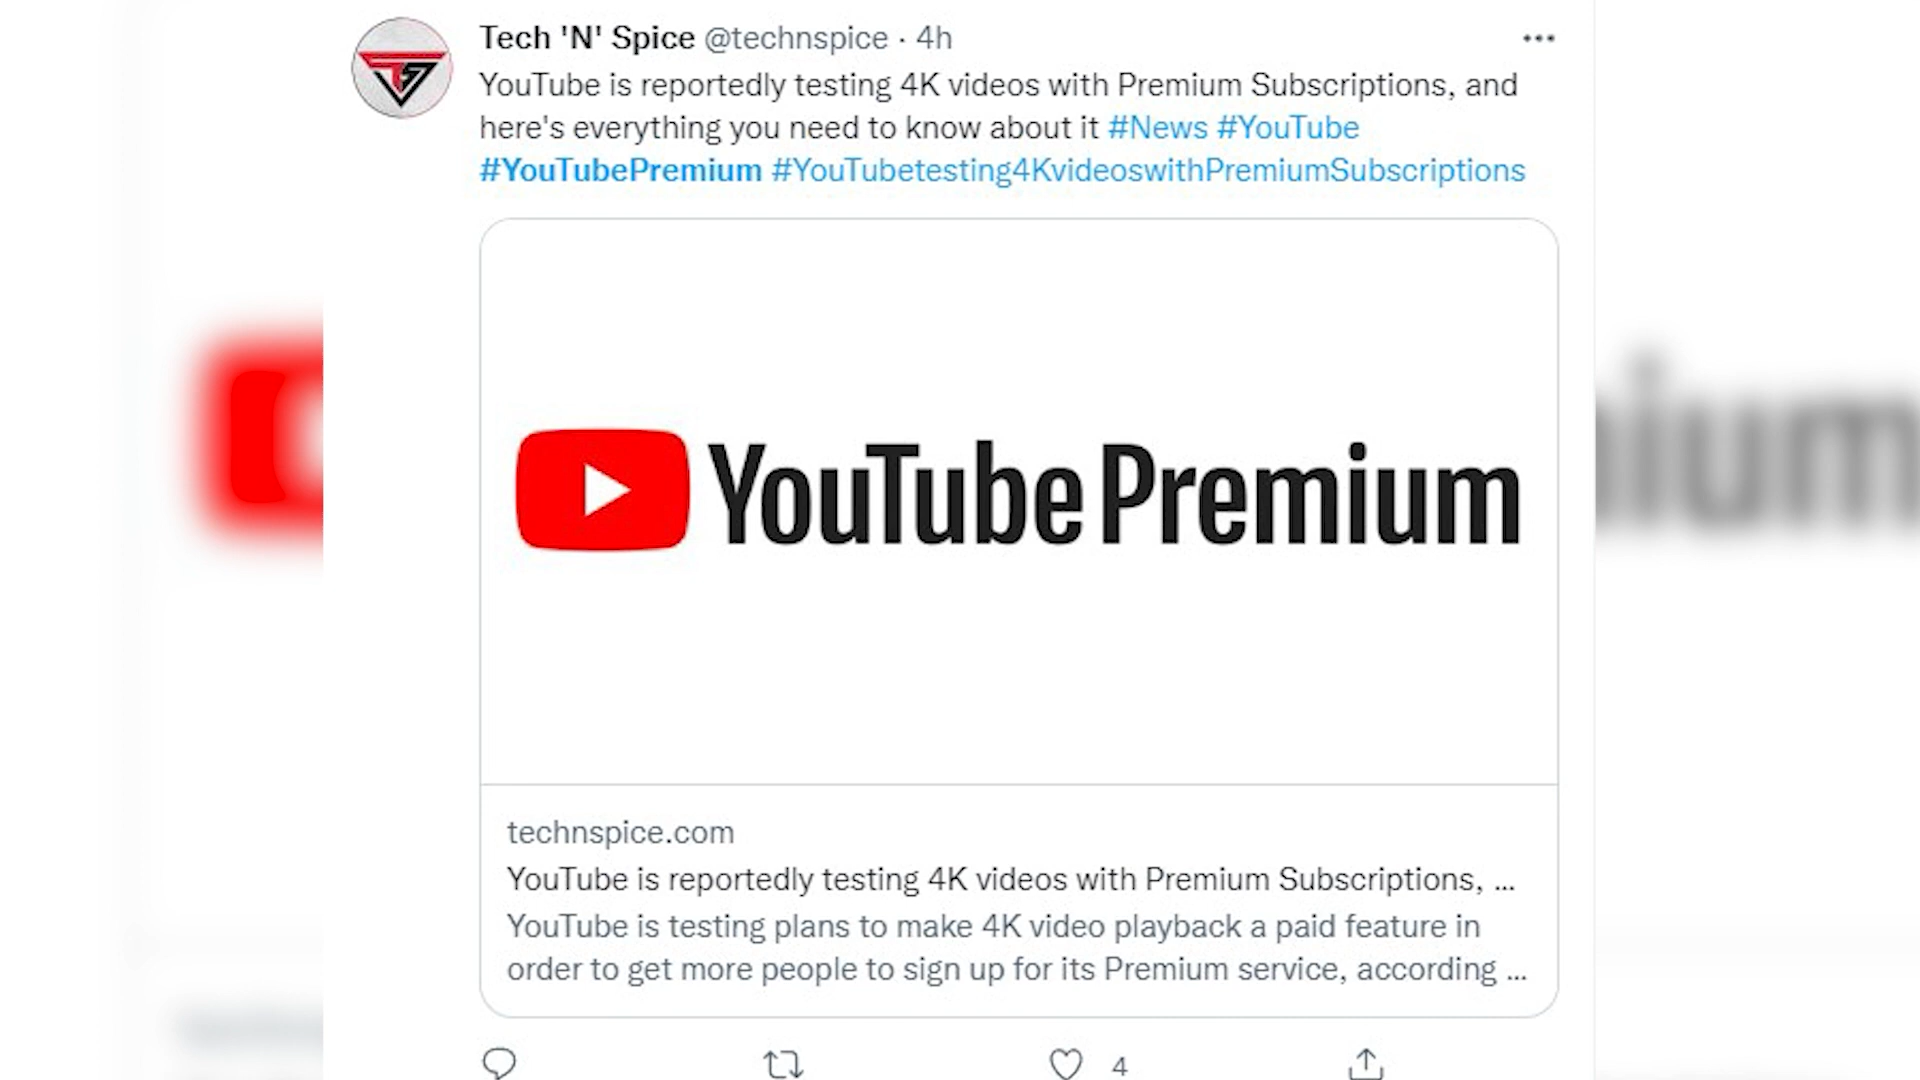 Tech 'N' Spice @technspice · 4h
YouTube is reportedly testing 4K videos with Premium Subscriptions, and
here's everything you need to know about it #News #YouTube
#YouTubePremium #YouTubetesting4KvideoswithPremiumSubscriptions
YouTube Premium
technspice.com
YouTube is reportedly testing 4K videos with Premium Subscriptions, ...
YouTube is testing plans to make 4K video playback a paid feature in
order to get more people to sign up for its Premium service, according ...
4